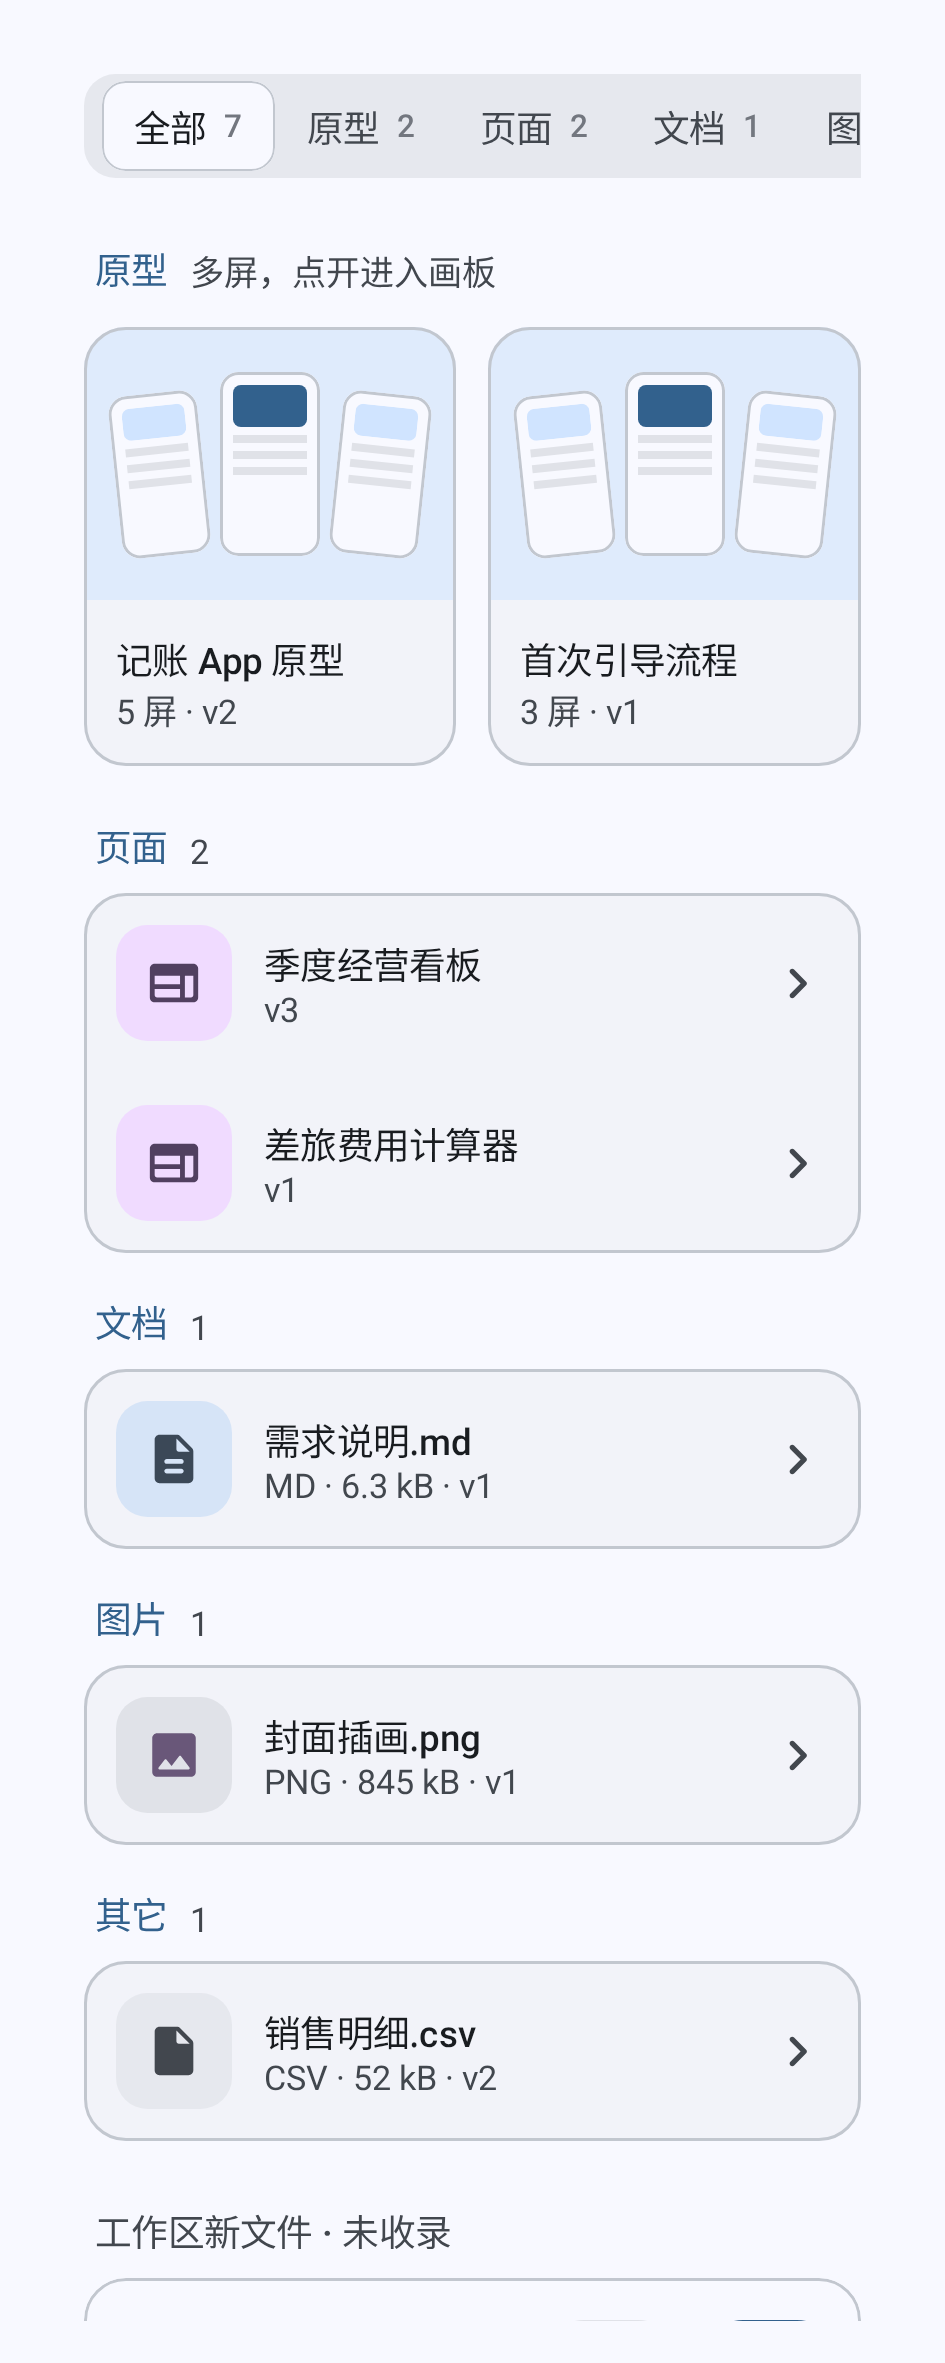 全部 7 原型 2 页面 2 文档 1 图
原型 多屏，点开进入画板
记账 App 原型
5 屏 · v2
首次引导流程
3 屏 · v1
页面 2
季度经营看板
v3
差旅费用计算器
v1
文档 1
需求说明.md
MD · 6.3 kB · v1
图片 1
封面插画.png
PNG · 845 kB · v1
其它 1
销售明细.csv
CSV · 52 kB · v2
工作区新文件 · 未收录